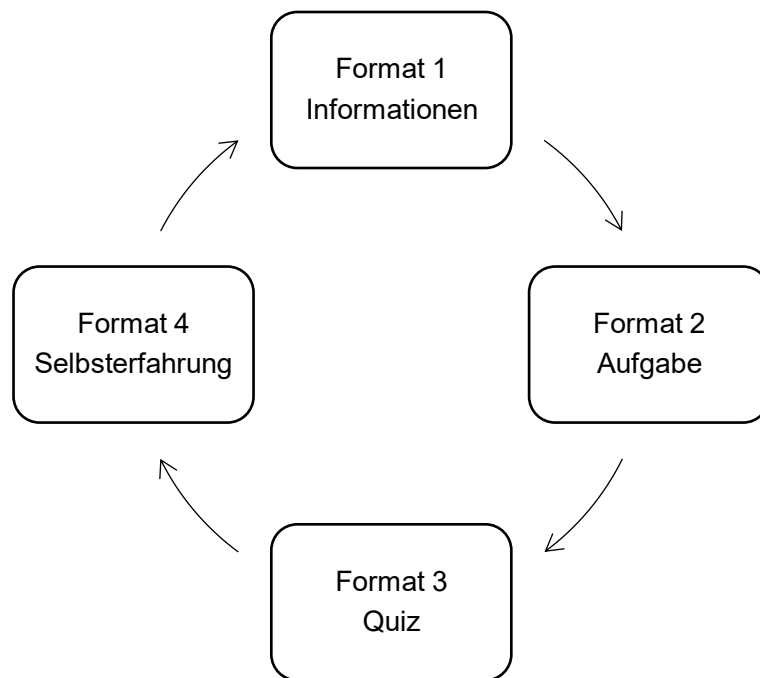 Format 1
Informationen
Format 2
Aufgabe
Format 3
Quiz
Format 4
Selbsterfahrung